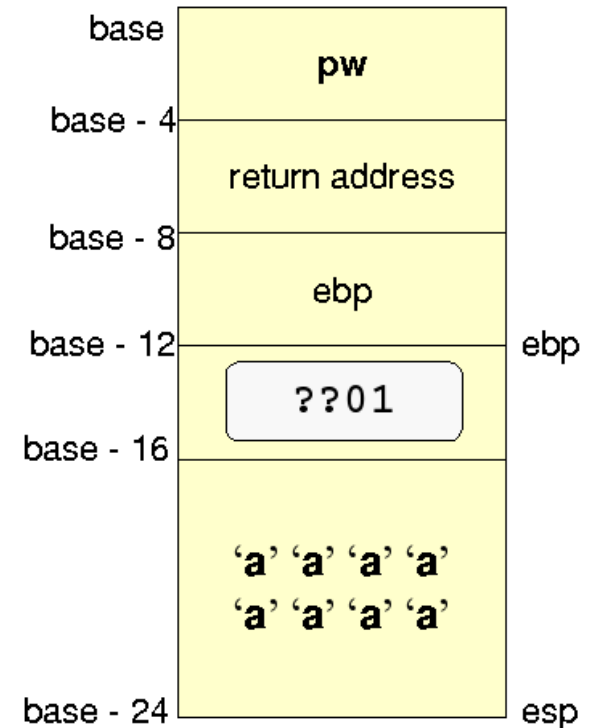 base
pw
base - 4
return address
base - 8
ebp
base - 12
ebp
??01
base - 16
‘a’ ‘a’ ‘a’ ‘a’
‘a’ ‘a’ ‘a’ ‘a’
base - 24
esp